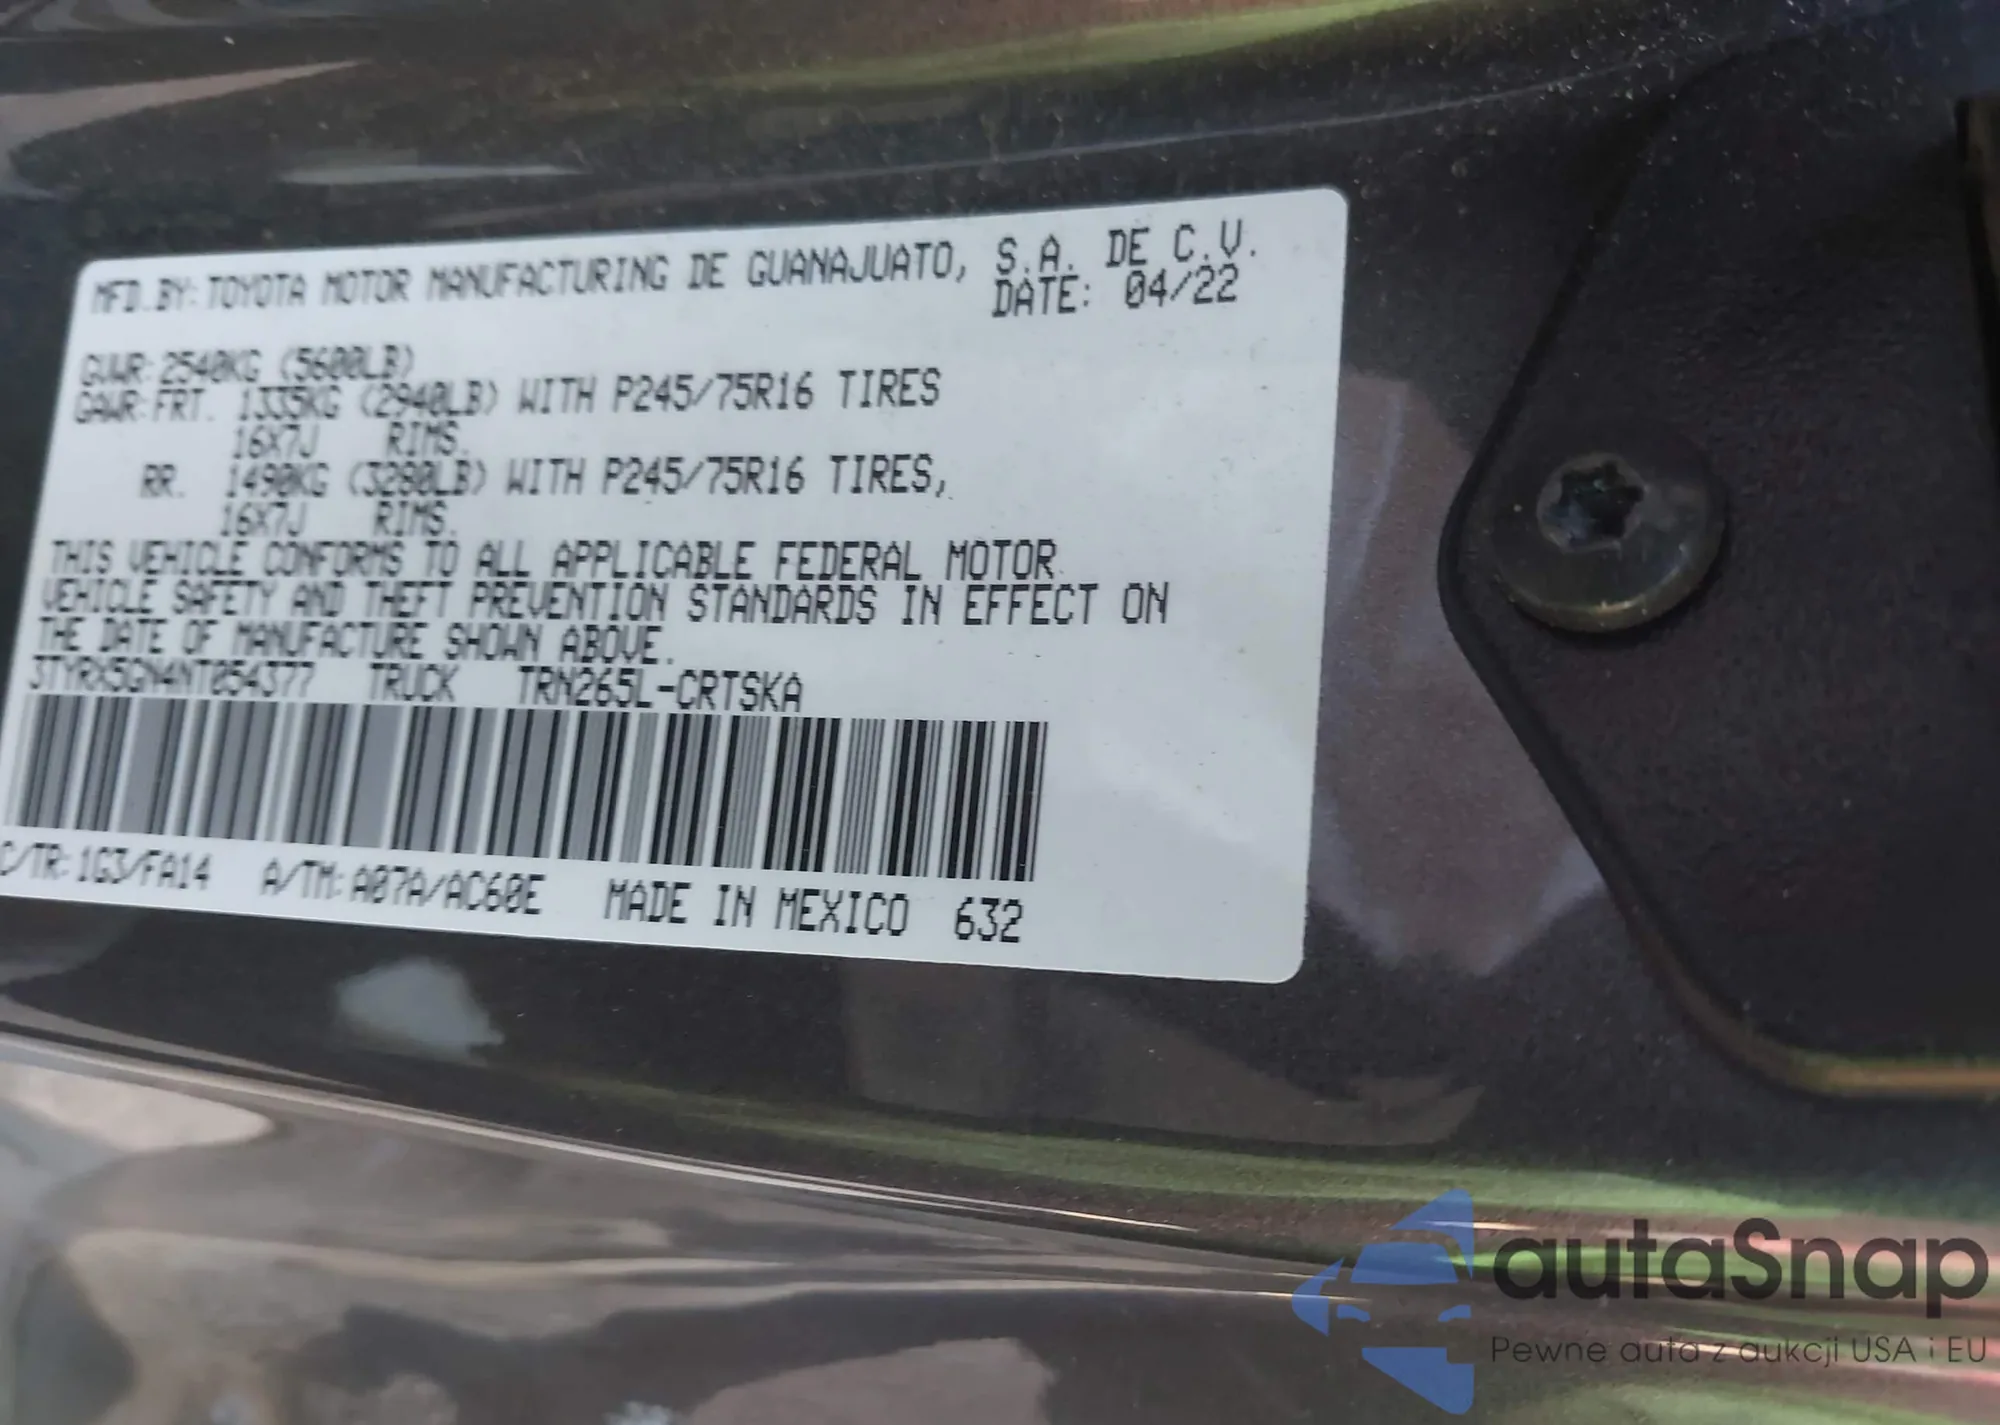 MFD.BY: TOYOTA MOTOR MANUFACTURING DE GUANAJUATO, S.A. DE C.V.
DATE: 04/22
GVWR: 2540KG (5600LB)
GAWR: FRT. 1335KG (2940LB) WITH P245/75R16 TIRES
16X7J RIMS.
RR. 1490KG (3280LB) WITH P245/75R16 TIRES,
16X7J RIMS.
THIS VEHICLE CONFORMS TO ALL APPLICABLE FEDERAL MOTOR
VEHICLE SAFETY AND THEFT PREVENTION STANDARDS IN EFFECT ON
THE DATE OF MANUFACTURE SHOWN ABOVE.
3TYRX5GN4NT054377 TRUCK TRN265L-CRTSKA
C/TR: 1G3/FA14 A/TM: A07A/AC60E MADE IN MEXICO 632
autaSnap
Pewne auta z aukcji USA i EU